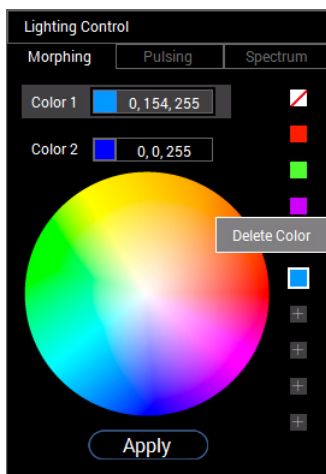 Lighting Control
Morphing Pulsing Spectrum
Color 1 0, 154, 255
Color 2 0, 0, 255
Delete Color
Apply